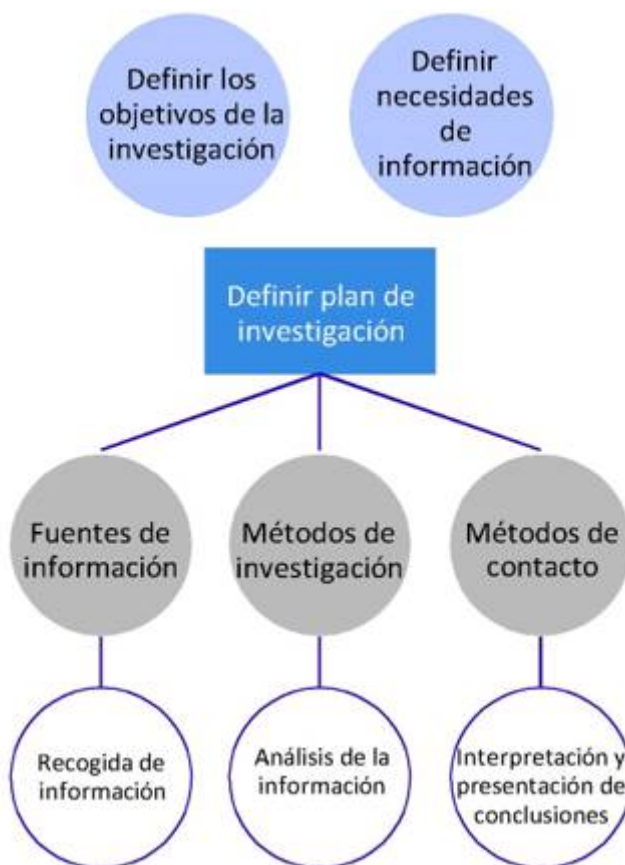 Definir los
objetivos de la
investigación
Definir
necesidades
de
información
Definir plan de
investigación
Fuentes de
información
Métodos de
investigación
Métodos de
contacto
Recogida de
información
Análisis de la
información
Interpretación y
presentación de
conclusiones